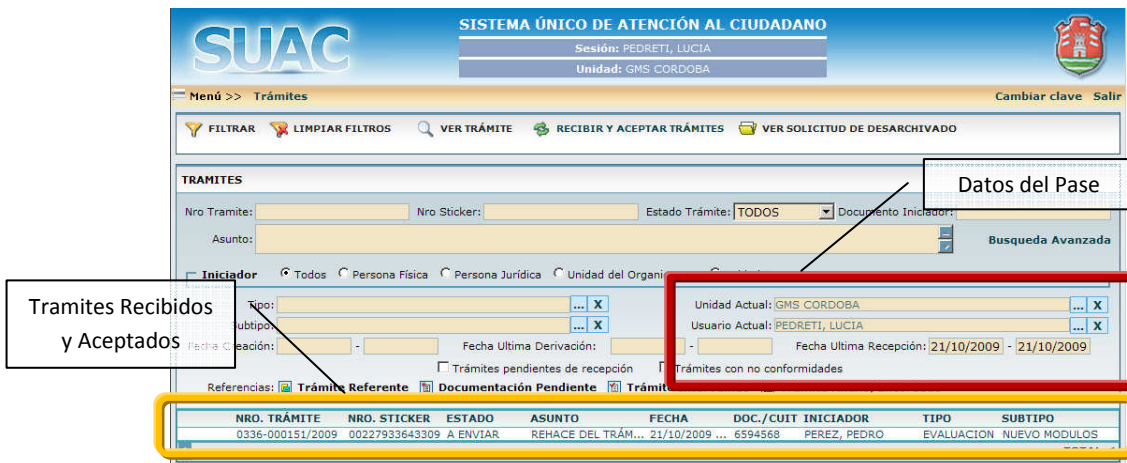 SUAC
SISTEMA ÚNICO DE ATENCIÓN AL CIUDADANO
Sesión: PEDRETI, LUCIA
Unidad: GMS CORDOBA
Menú >> Trámites Cambiar clave Salir
FILTRAR LIMPIAR FILTROS VER TRÁMITE RECIBIR Y ACEPTAR TRÁMITES VER SOLICITUD DE DESARCHIVADO
TRAMITES
Datos del Pase
Nro Tramite: Nro Sticker: Estado Trámite: TODOS Documento Iniciador:
Asunto: Busqueda Avanzada
Iniciador Todos Persona Física Persona Jurídica Unidad del
Tramites Recibidos
y Aceptados
Tipo: ... X Unidad Actual: GMS CORDOBA ... X
Subtipo: ... X Usuario Actual: PEDRETI, LUCIA ... X
Fecha Creación: - Fecha Ultima Derivación: - Fecha Ultima Recepción: 21/10/2009 - 21/10/2009
Trámites pendientes de recepción Trámites con no conformidades
Referencias: Trámite Referente Documentación Pendiente
NRO. TRÁMITE NRO. STICKER ESTADO ASUNTO FECHA DOC./CUIT INICIADOR TIPO SUBTIPO
0336-000151/2009 00227933643309 A ENVIAR REHACE DEL TRÁM... 21/10/2009 ... 6594568 PEREZ, PEDRO EVALUACION NUEVO MODULOS